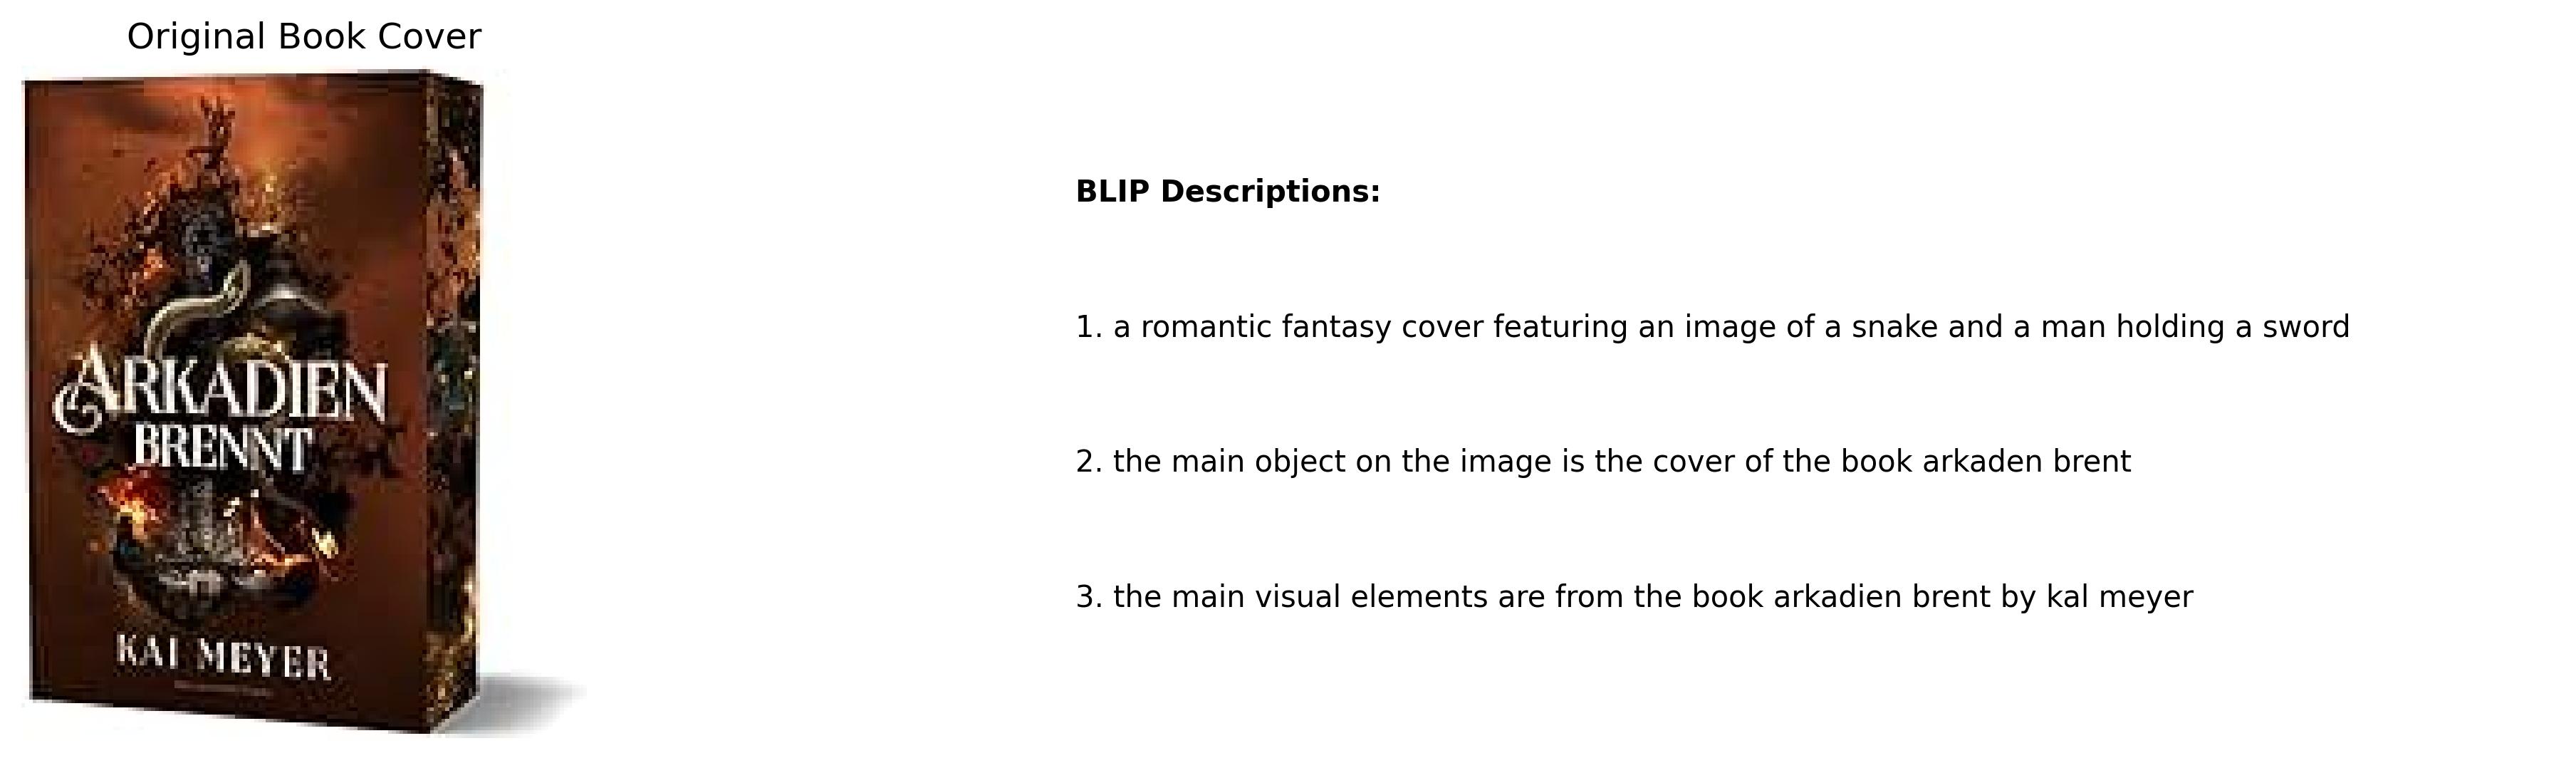 Original Book Cover
ARKADIEN
BRENNT
KAI MEYER
BLIP Descriptions:
1. a romantic fantasy cover featuring an image of a snake and a man holding a sword
2. the main object on the image is the cover of the book arkaden brent
3. the main visual elements are from the book arkadien brent by kal meyer